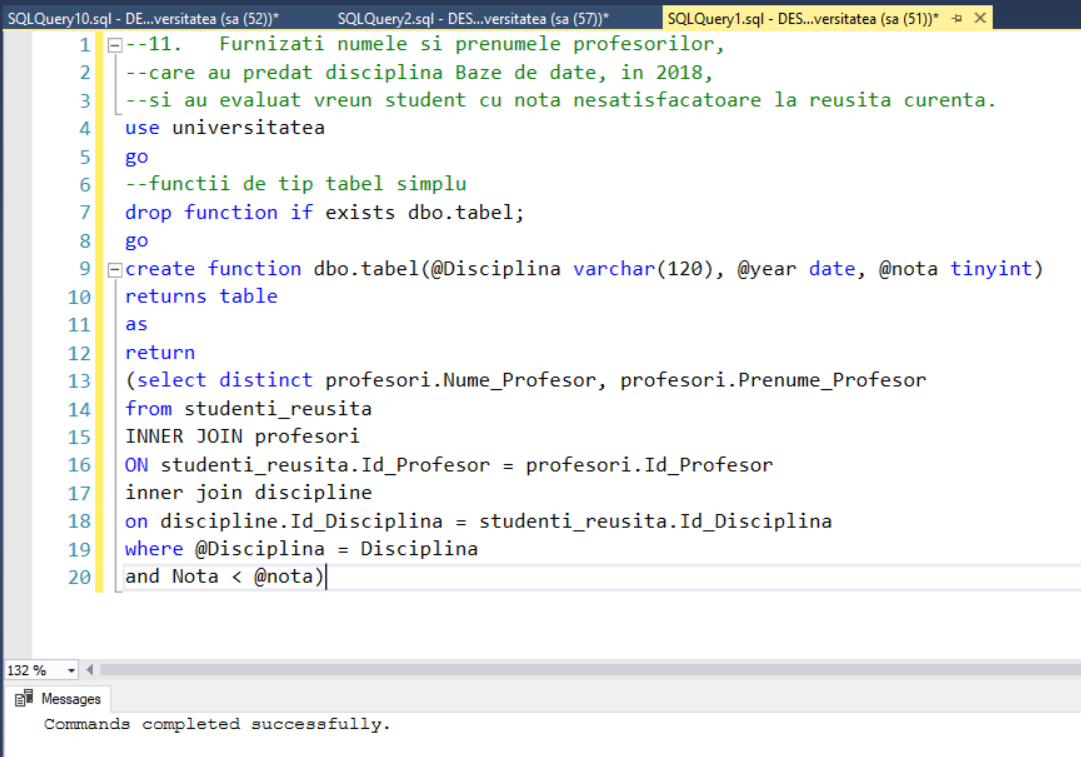 SQLQuery10.sql - DE...versitatea (sa (52))* SQLQuery2.sql - DES...versitatea (sa (57))* SQLQuery1.sql - DES...versitatea (sa (51))*
1 --11. Furnizati numele si prenumele profesorilor,
2 --care au predat disciplina Baze de date, in 2018,
3 --si au evaluat vreun student cu nota nesatisfacatoare la reusita curenta.
4 use universitatea
5 go
6 --functii de tip tabel simplu
7 drop function if exists dbo.tabel;
8 go
9 create function dbo.tabel(@Disciplina varchar(120), @year date, @nota tinyint)
10 returns table
11 as
12 return
13 (select distinct profesori.Nume_Profesor, profesori.Prenume_Profesor
14 from studenti_reusita
15 INNER JOIN profesori
16 ON studenti_reusita.Id_Profesor = profesori.Id_Profesor
17 inner join discipline
18 on discipline.Id_Disciplina = studenti_reusita.Id_Disciplina
19 where @Disciplina = Disciplina
20 and Nota < @nota)
132 %
Messages
Commands completed successfully.